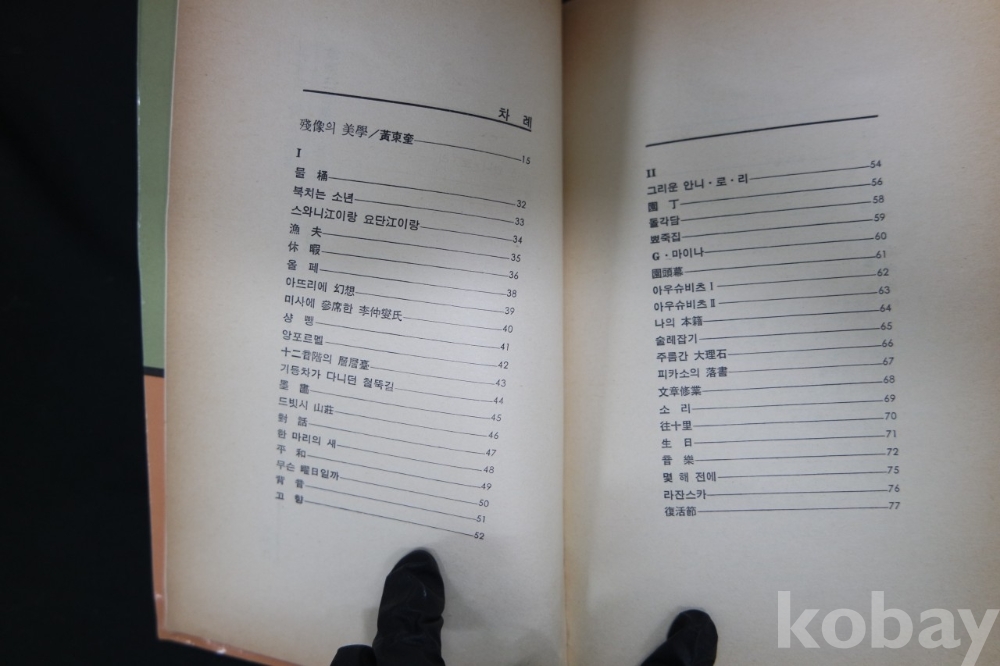 차 례
殘像의 美學/黃東奎 15
I
물 桶 32
북치는 소년 33
스와니江이랑 요단江이랑 34
漁 夫 35
休 暇 36
올 페 38
아뜨리에 幻想 39
미사에 參席한 李仲燮氏 40
샹 뼁 41
앙포르멜 42
十二音階의 層層臺 43
기동차가 다니던 철뚝길 44
墨 畵 45
드빗시 山莊 46
對 話 47
한 마리의 새 48
平 和 49
무슨 曜日일까 50
背 音 51
고 향 52
II
그리운 안니·로·리 54
園 丁 56
돌각담 58
뾰죽집 59
G·마이나 60
園頭幕 61
아우슈비츠 I 62
아우슈비츠 II 63
나의 本籍 64
술래잡기 65
주름간 大理石 66
피카소의 落書 67
文章修業 68
소 리 69
往十里 70
生 日 71
音 樂 72
몇 해 전에 75
라잔스카 76
復活節 77
kobay